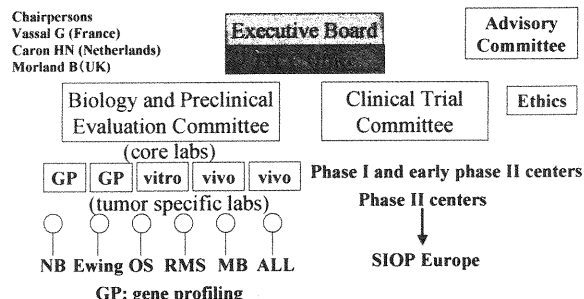 Chairpersons
Vassal G (France)
Caron HN (Netherlands)
Morland B (UK)
Executive Board
Advisory
Committee
Biology and Preclinical
Evaluation Committee
(core labs)
Clinical Trial
Committee
Ethics
GP GP vitro vivo vivo
(tumor specific labs)
Phase I and early phase II centers
Phase II centers
NB Ewing OS RMS MB ALL
SIOP Europe
GP: gene profiling